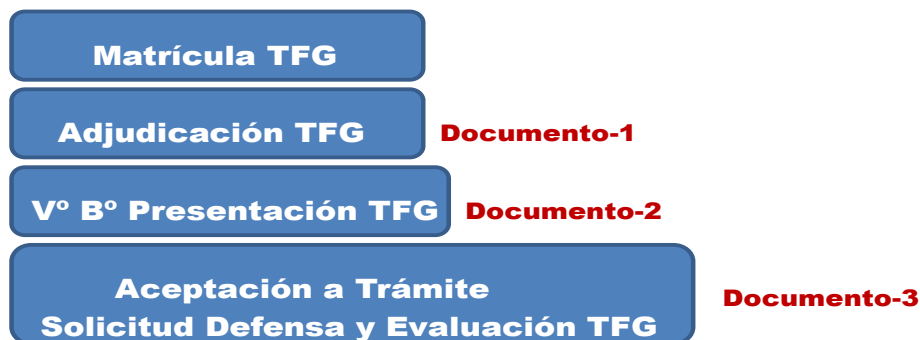 Matrícula TFG
Adjudicación TFG Documento-1
Vº Bº Presentación TFG Documento-2
Aceptación a Trámite
Documento-3
Solicitud Defensa y Evaluación TFG